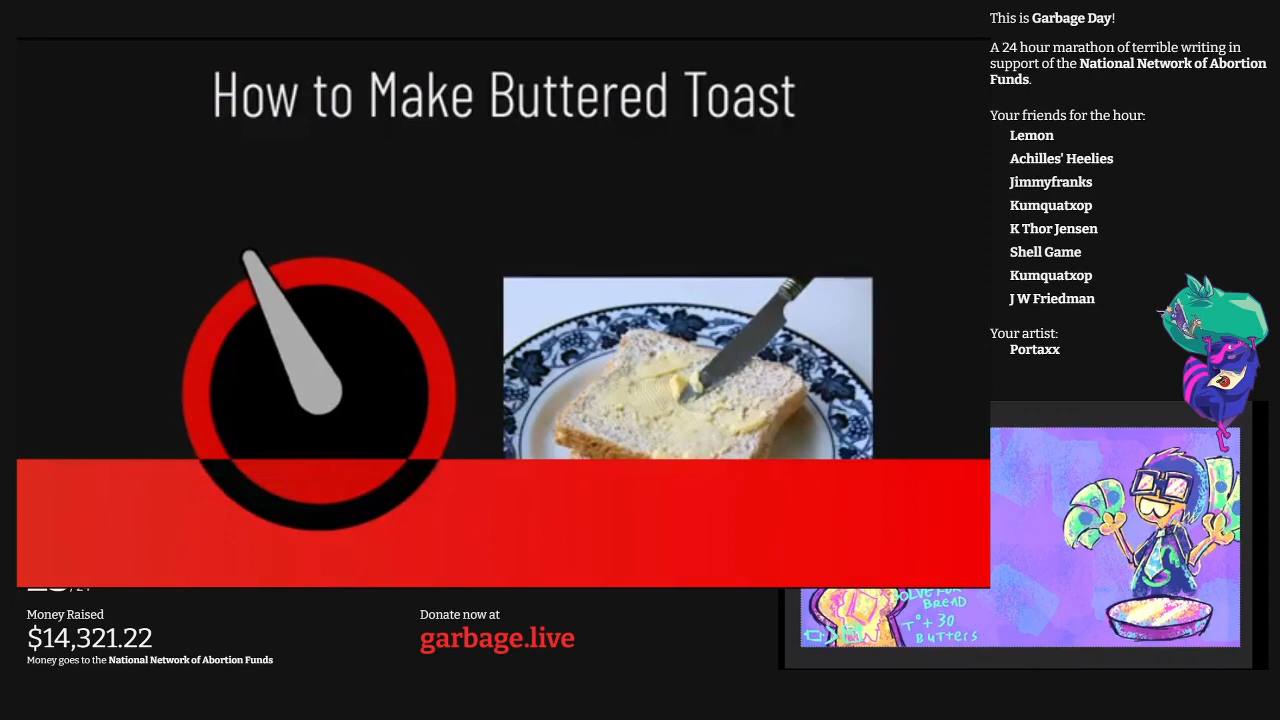 How to Make Buttered Toast
This is Garbage Day!
A 24 hour marathon of terrible writing in
support of the National Network of Abortion
Funds.
Your friends for the hour:
Lemon
Achilles' Heelies
Jimmyfranks
Kumquatxop
K Thor Jensen
Shell Game
Kumquatxop
J W Friedman
Your artist:
Portaxx
Money Raised
$14,321.22
Money goes to the National Network of Abortion Funds
Donate now at
garbage.live
SOLVE FOR
BREAD
T°+30
BUTTERS